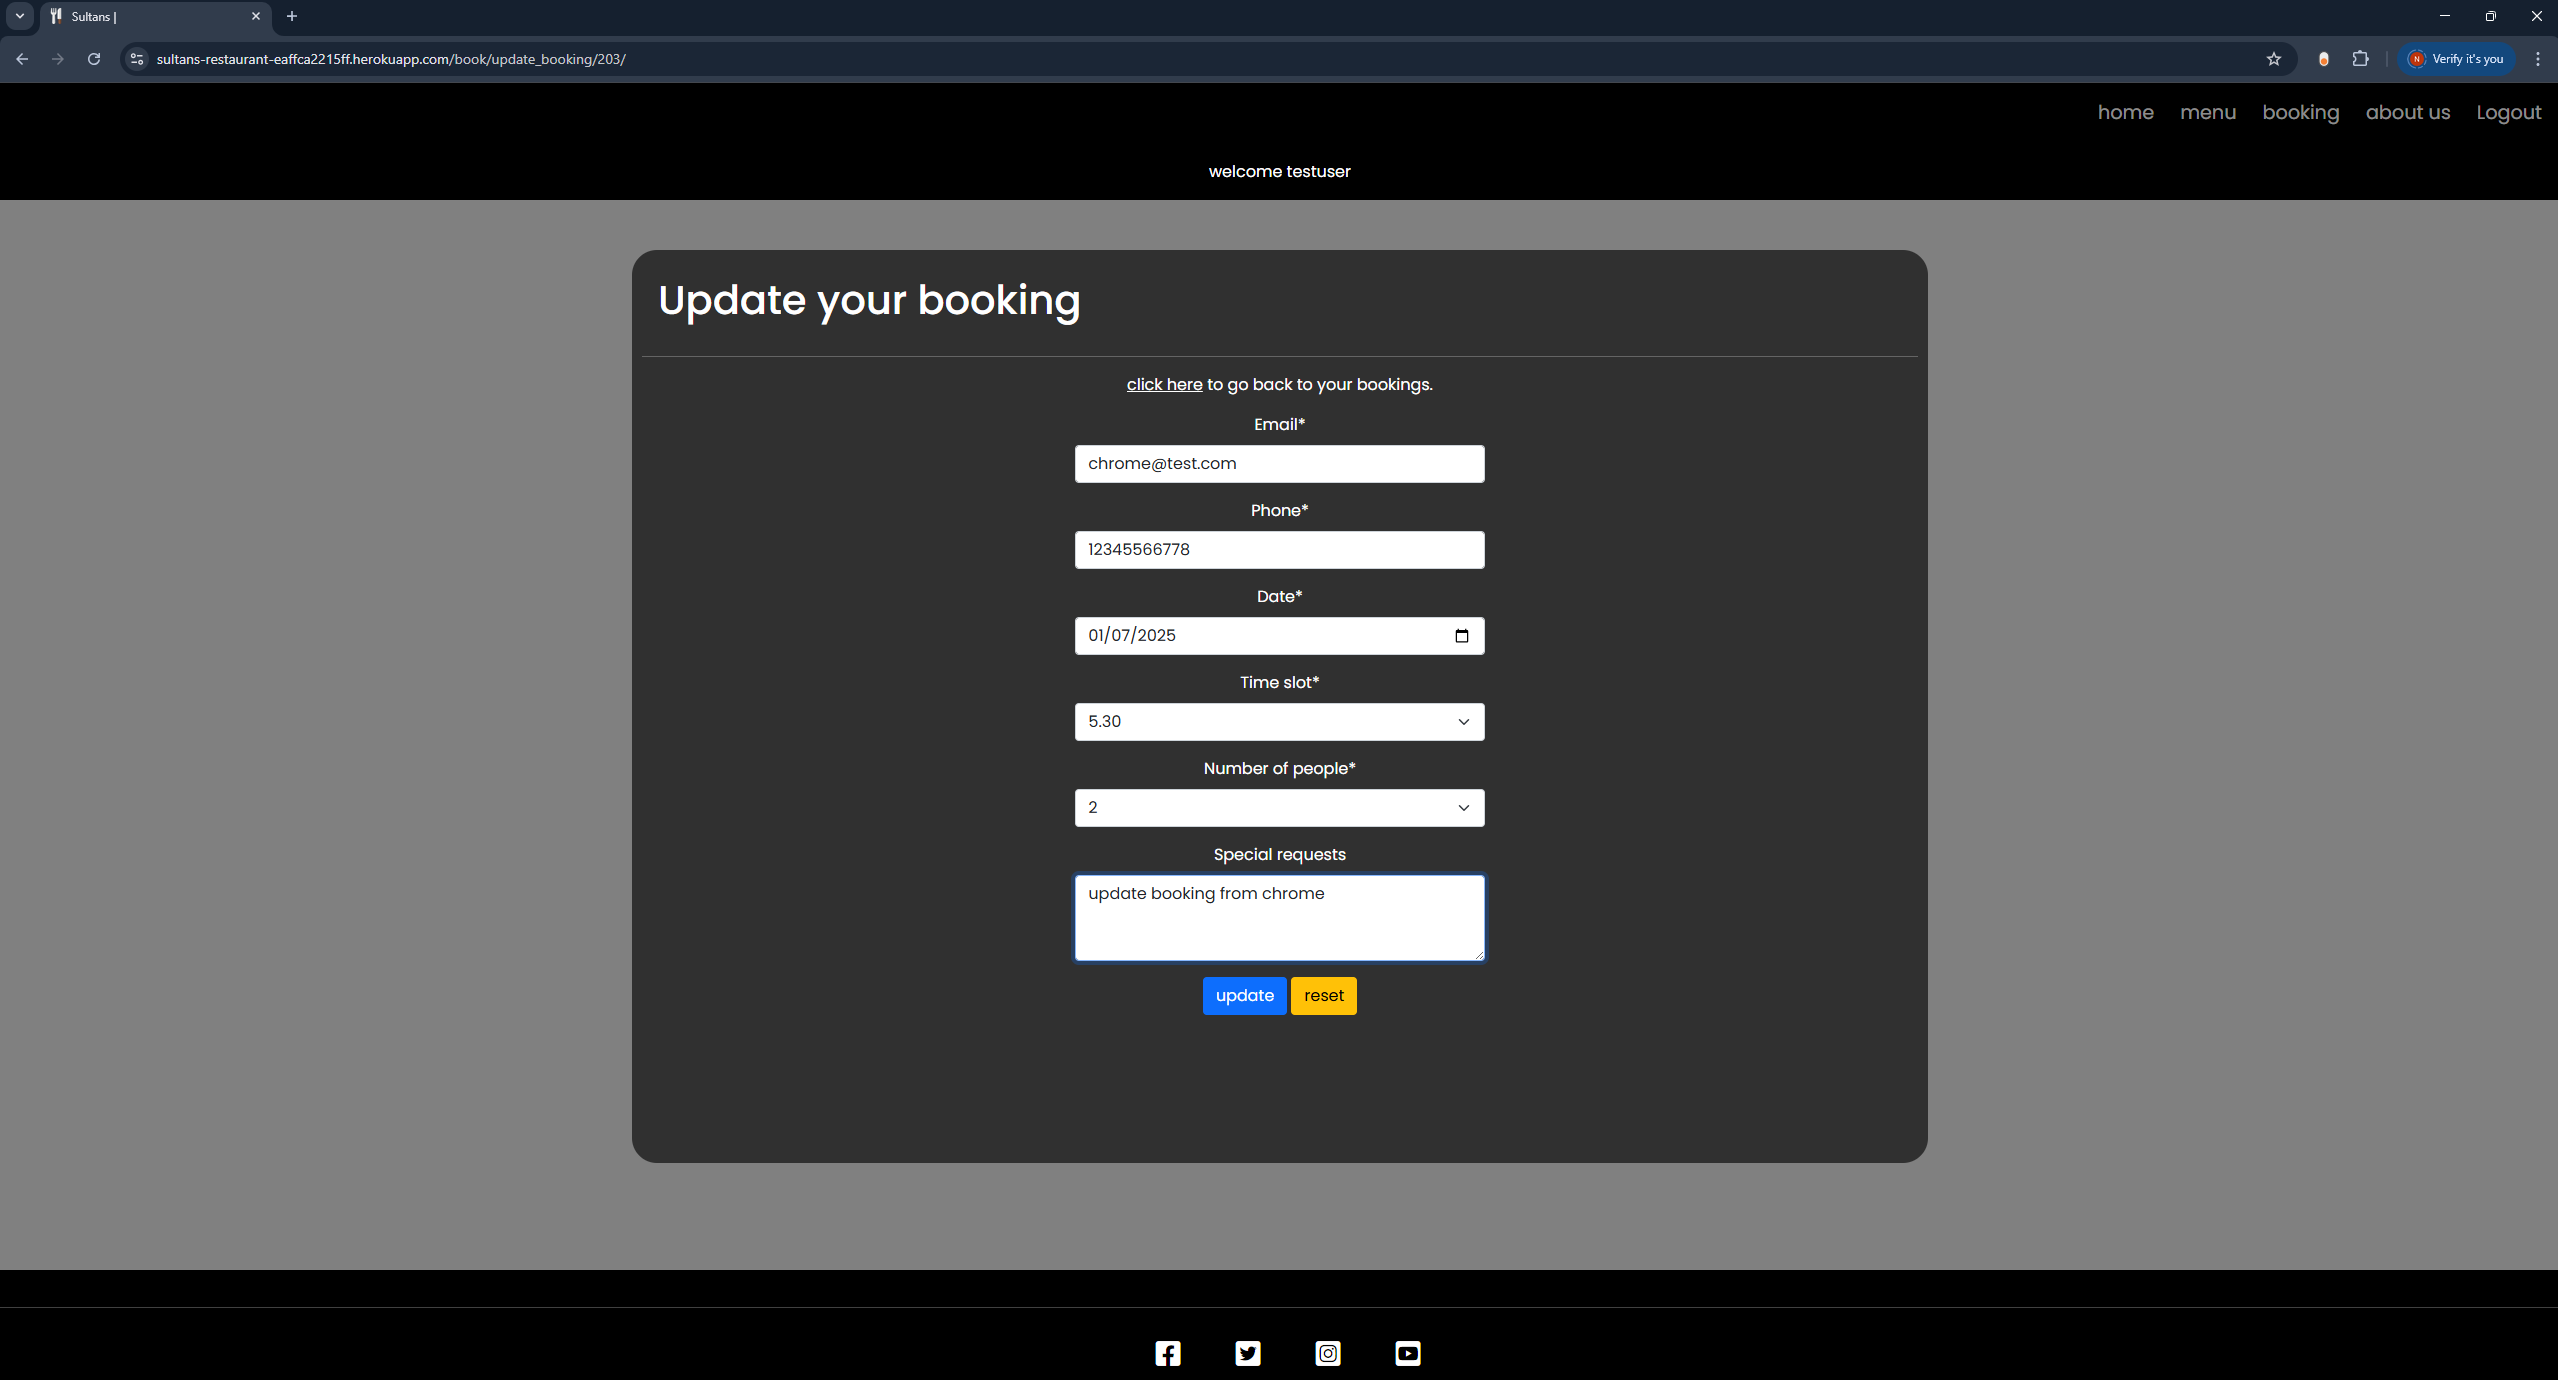 Sultans |
sultans-restaurant-eaffca2215ff.herokuapp.com/book/update_booking/203/
N
Verify it's you
home
menu
booking
about us
Logout
welcome testuser
Update your booking
click here to go back to your bookings.
Email*
chrome@test.com
Phone*
12345566778
Date*
01/07/2025
Time slot*
5.30
Number of people*
2
Special requests
update booking from chrome
update
reset